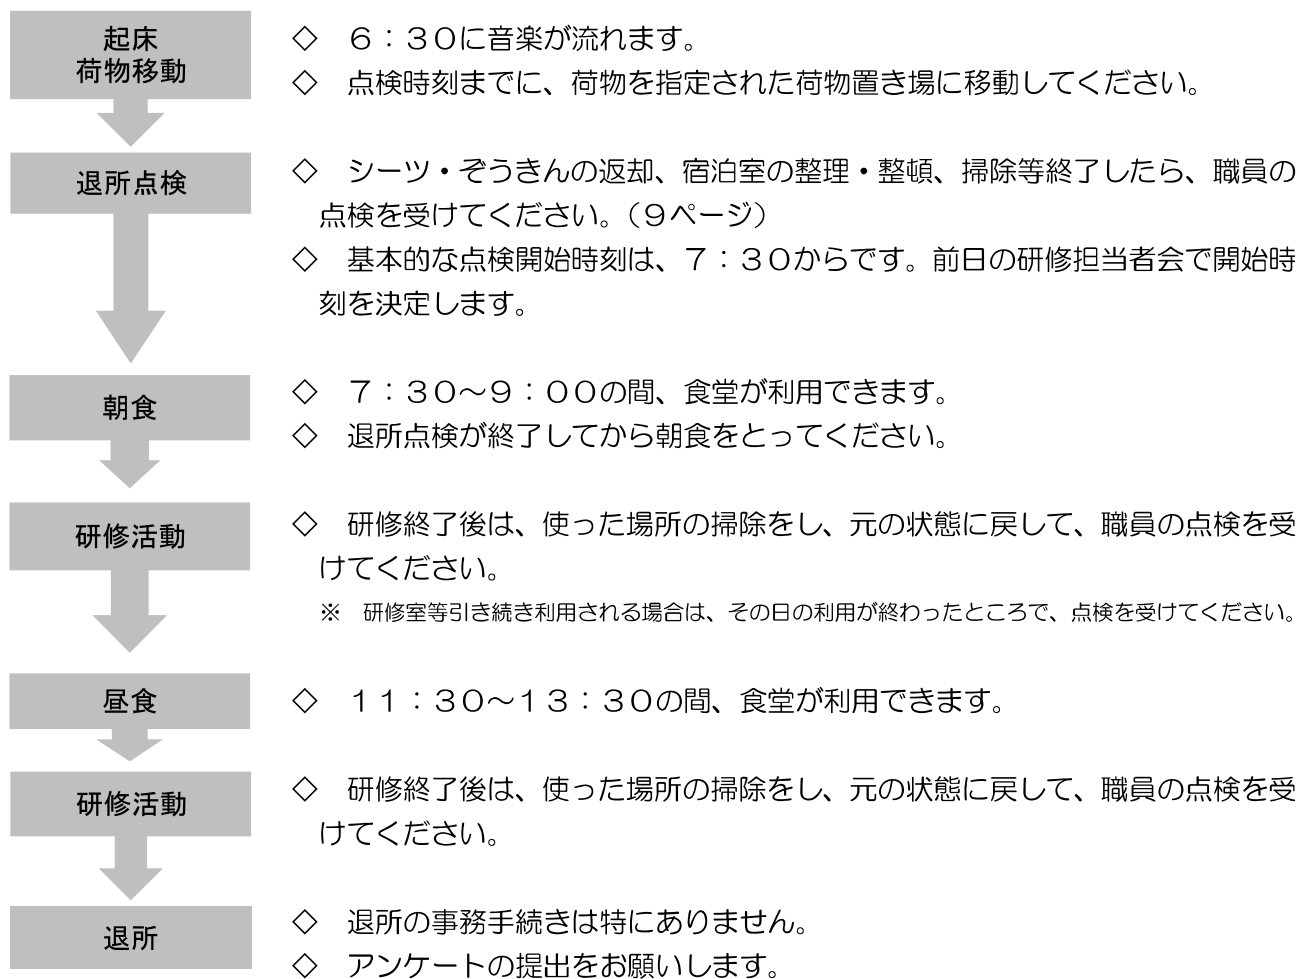 起床
荷物移動
◇　６：３０に音楽が流れます。
◇　点検時刻までに、荷物を指定された荷物置き場に移動してください。
退所点検
◇　シーツ・ぞうきんの返却、宿泊室の整理・整頓、掃除等終了したら、職員の
点検を受けてください。（９ページ）
◇　基本的な点検開始時刻は、７：３０からです。前日の研修担当者会で開始時
刻を決定します。
朝食
◇　７：３０～９：００の間、食堂が利用できます。
◇　退所点検が終了してから朝食をとってください。
研修活動
◇　研修終了後は、使った場所の掃除をし、元の状態に戻して、職員の点検を受
けてください。
※　研修室等引き続き利用される場合は、その日の利用が終わったところで、点検を受けてください。
昼食
◇　１１：３０～１３：３０の間、食堂が利用できます。
研修活動
◇　研修終了後は、使った場所の掃除をし、元の状態に戻して、職員の点検を受
けてください。
退所
◇　退所の事務手続きは特にありません。
◇　アンケートの提出をお願いします。